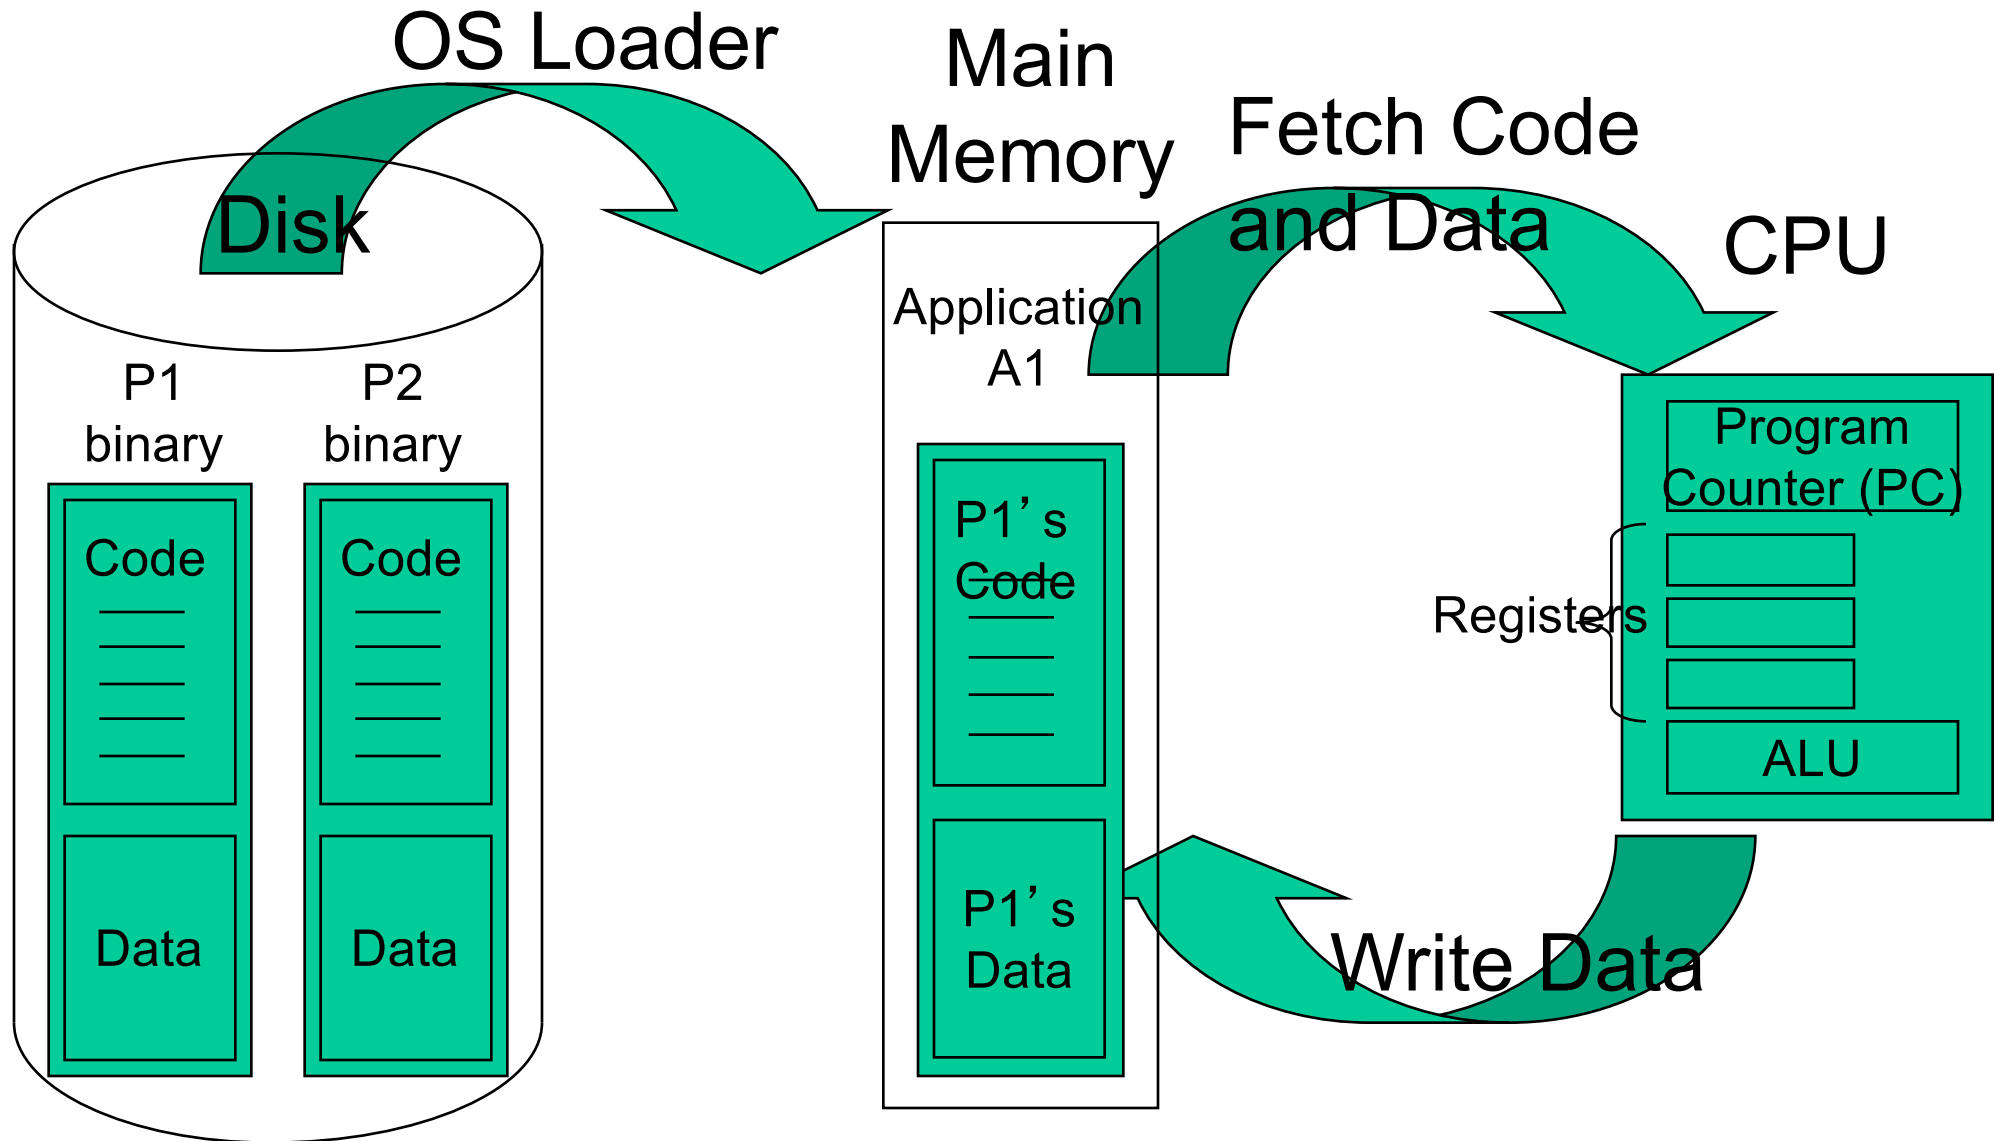 OS Loader
Main
Memory
Fetch Code
and Data
CPU
Disk
P1
binary
P2
binary
Code
Data
Code
Data
Application
A1
P1’s
Code
P1’s
Data
Program
Counter (PC)
Registers
ALU
Write Data